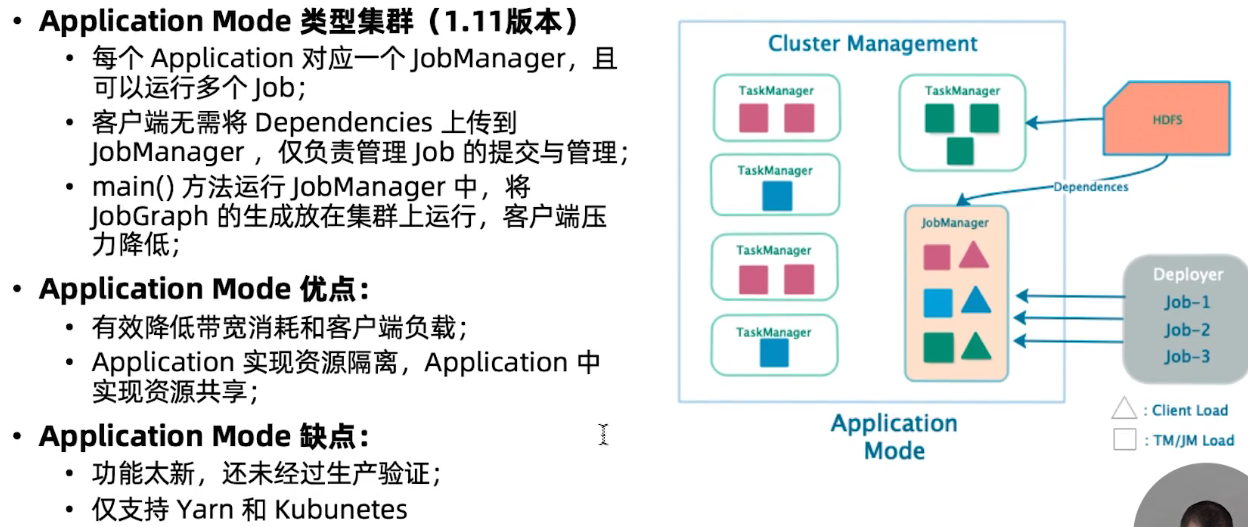 • Application Mode 类型集群（1.11版本）
• 每个 Application 对应一个 JobManager，且
可以运行多个 Job；
• 客户端无需将 Dependencies 上传到
JobManager ，仅负责管理 Job 的提交与管理；
• main() 方法运行 JobManager 中，将
JobGraph 的生成放在集群上运行，客户端压
力降低；
• Application Mode 优点：
• 有效降低带宽消耗和客户端负载；
• Application 实现资源隔离，Application 中
实现资源共享；
• Application Mode 缺点：
• 功能太新，还未经过生产验证；
• 仅支持 Yarn 和 Kubunetes
Cluster Management
TaskManager
TaskManager
TaskManager
TaskManager
TaskManager
HDFS
Dependences
JobManager
Deployer
Job-1
Job-2
Job-3
Application
Mode
: Client Load
: TM/JM Load